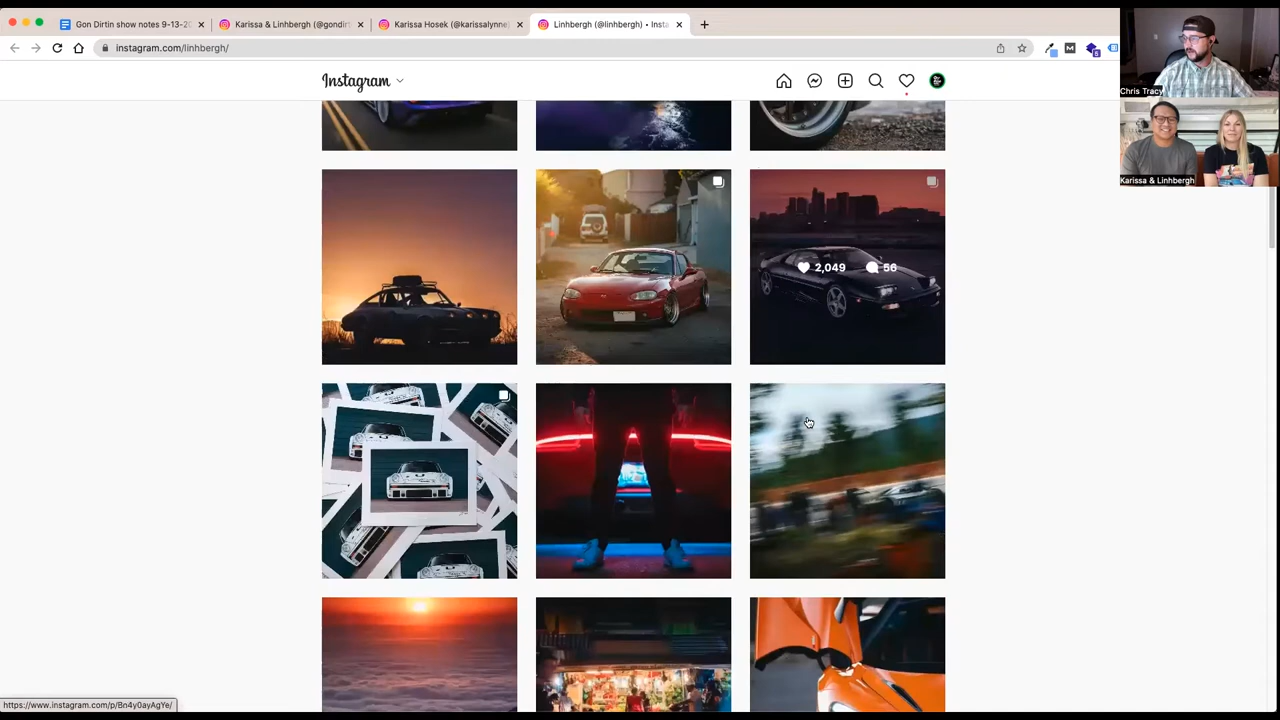 Gon Dirtin show notes 9-13-20
Karissa & Linhbergh (@gondirt
Karissa Hosek (@karissalynne
Linhbergh (@linhbergh) • Insta
instagram.com/linhbergh/
5
Instagram
Chris Tracy
Karissa & Linhbergh
2,049
56
https://www.instagram.com/p/Bn4y0ayAgYe/